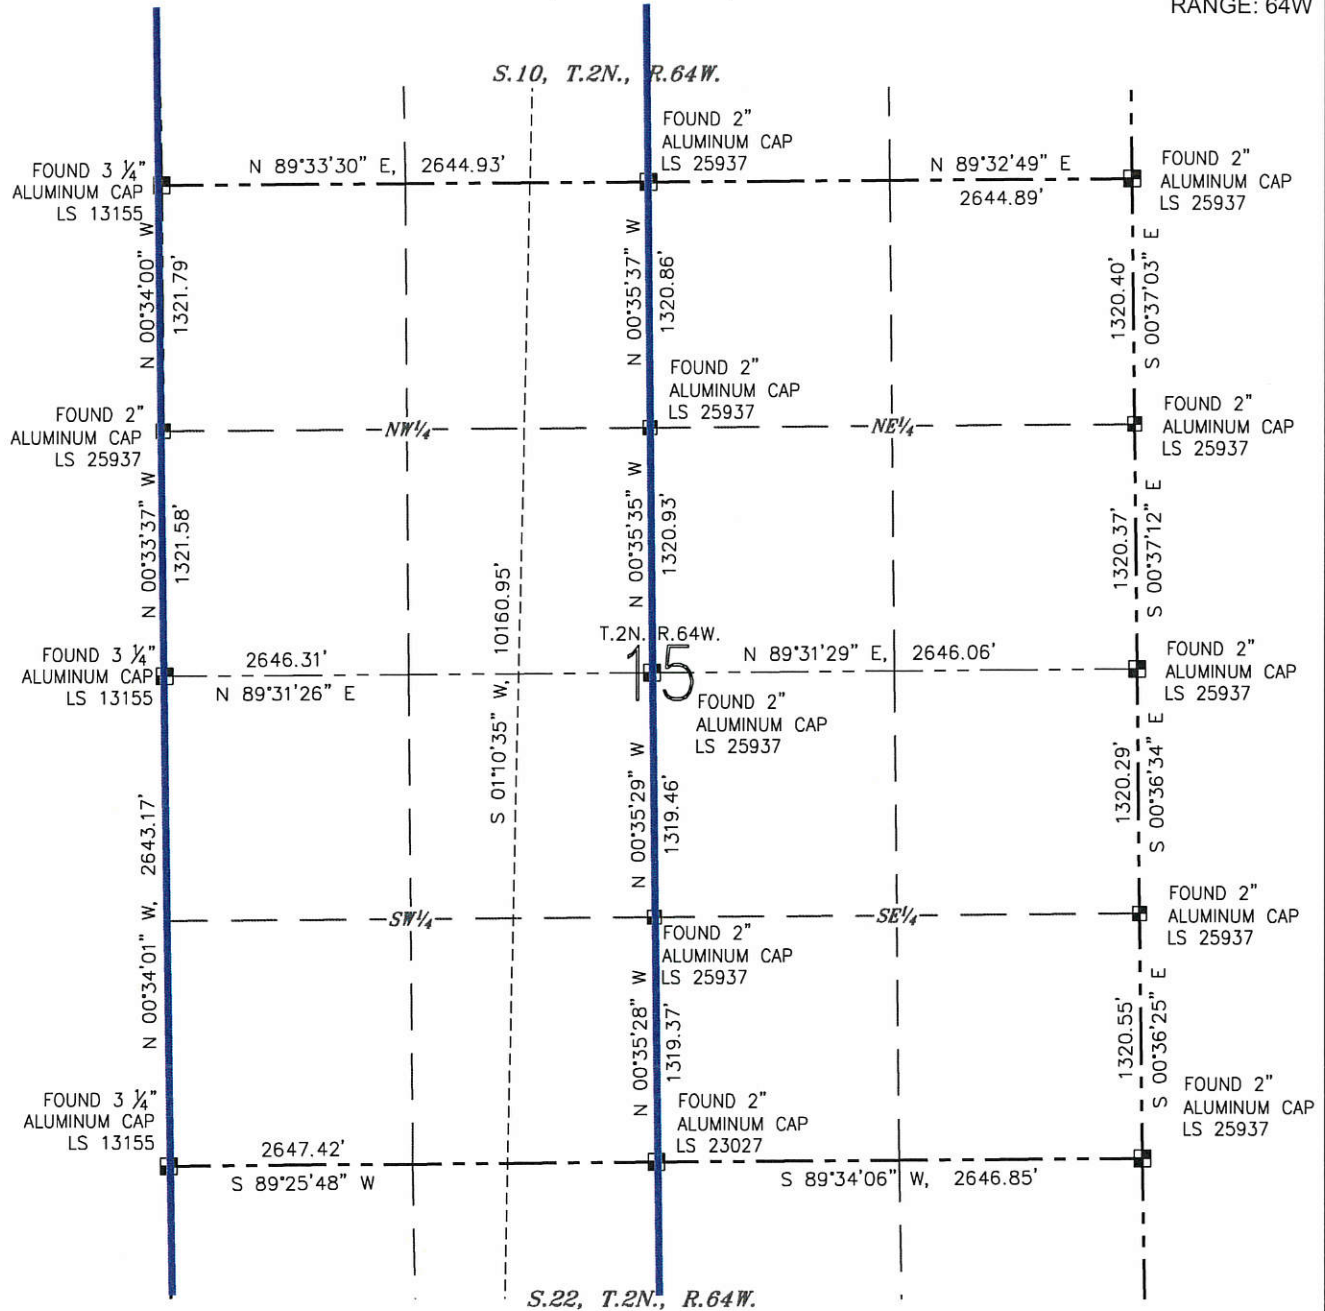 RANGE: 64W
S.10, T.2N., R.64W.
FOUND 2"
ALUMINUM CAP
LS 25937
FOUND 3 ¼"
ALUMINUM CAP
LS 13155
N 89°33'30" E, 2644.93'
N 89°32'49" E
2644.89'
FOUND 2"
ALUMINUM CAP
LS 25937
N 00°34'00" W
1321.79'
N 00°35'37" W
1320.86'
1320.40'
S 00°37'03" E
FOUND 2"
ALUMINUM CAP
LS 25937
FOUND 2"
ALUMINUM CAP
LS 25937
NW¼
NE¼
FOUND 2"
ALUMINUM CAP
LS 25937
N 00°33'37" W
1321.58'
N 00°35'35" W
1320.93'
1320.37'
S 00°37'12" E
S 01°10'35" W, 10160.95'
T.2N. R.64W.
15
FOUND 3 ¼"
ALUMINUM CAP
LS 13155
2646.31'
N 89°31'26" E
N 89°31'29" E, 2646.06'
FOUND 2"
ALUMINUM CAP
LS 25937
FOUND 2"
ALUMINUM CAP
LS 25937
N 00°34'01" W, 2643.17'
N 00°35'29" W
1319.46'
1320.29'
S 00°36'34" E
SW¼
SE¼
FOUND 2"
ALUMINUM CAP
LS 25937
FOUND 2"
ALUMINUM CAP
LS 25937
N 00°35'28" W
1319.37'
1320.55'
S 00°36'25" E
FOUND 3 ¼"
ALUMINUM CAP
LS 13155
FOUND 2"
ALUMINUM CAP
LS 23027
FOUND 2"
ALUMINUM CAP
LS 25937
2647.42'
S 89°25'48" W
S 89°34'06" W, 2646.85'
S.22, T.2N., R.64W.